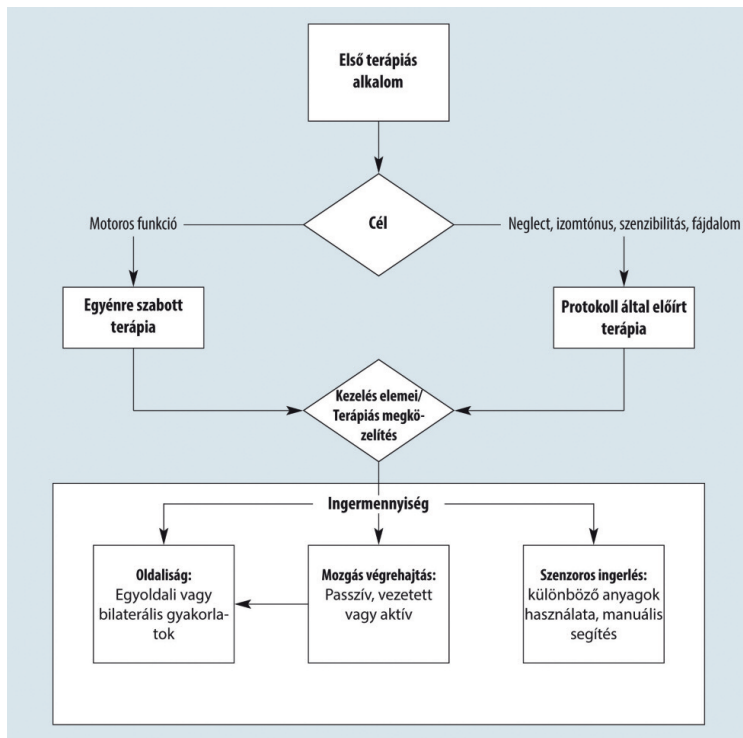 Első terápiás
alkalom
Cél
Motoros funkció
Neglect, izomtónus, szenzibilitás, fájdalom
Egyénre szabott
terápia
Protokoll által előírt
terápia
Kezelés elemei/
Terápiás megkö-
zelítés
Ingermennyiség
Oldaliság:
Egyoldali vagy
bilaterális gyakorla-
tok
Mozgás végrehajtás:
Passzív, vezetett
vagy aktív
Szenzoros ingerlés:
különböző anyagok
használata, manuális
segítés